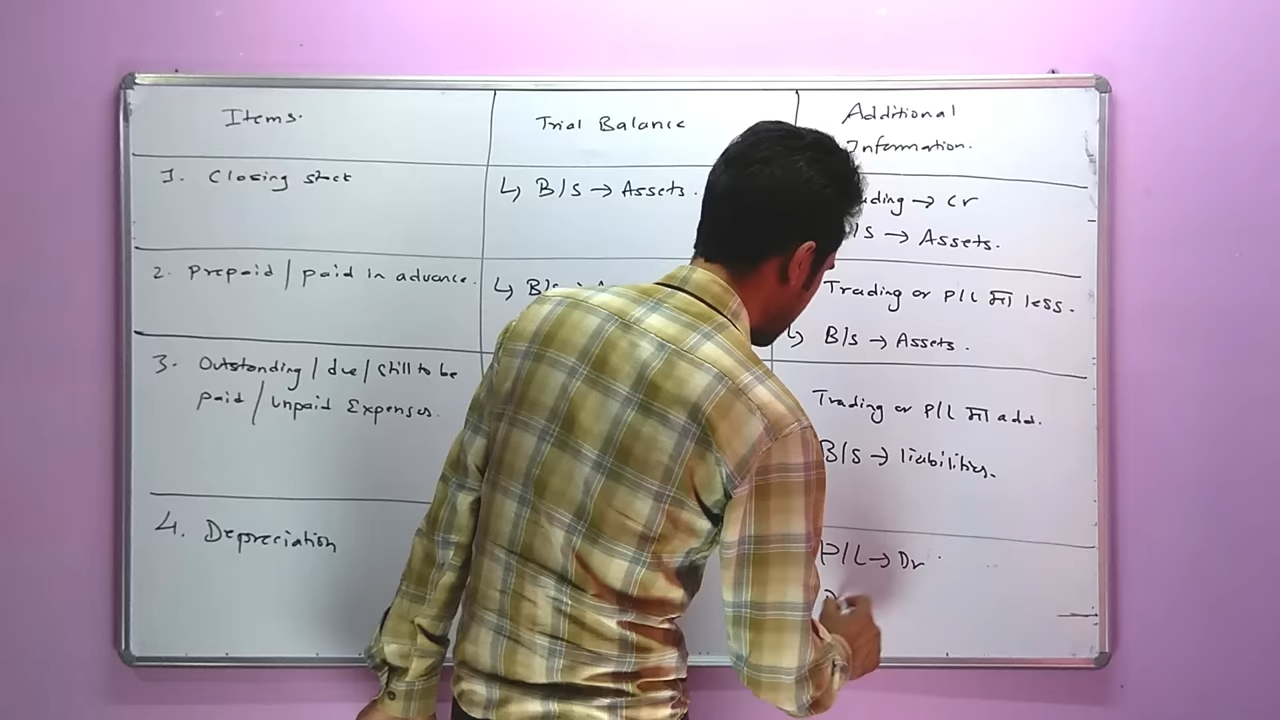 Items.
Trial Balance
Additional
Information.
1. Closing stock
↳ B/S → Assets.
ding → Cr
/S → Assets.
2. Prepaid / paid in advance.
↳ B/S
Trading or P/L मा less.
↳ B/S → Assets.
3. Outstanding / due / still to be
paid / unpaid Expenses.
Trading or P/L मा add.
B/S → liabilities.
4. Depreciation
P/L → Dr